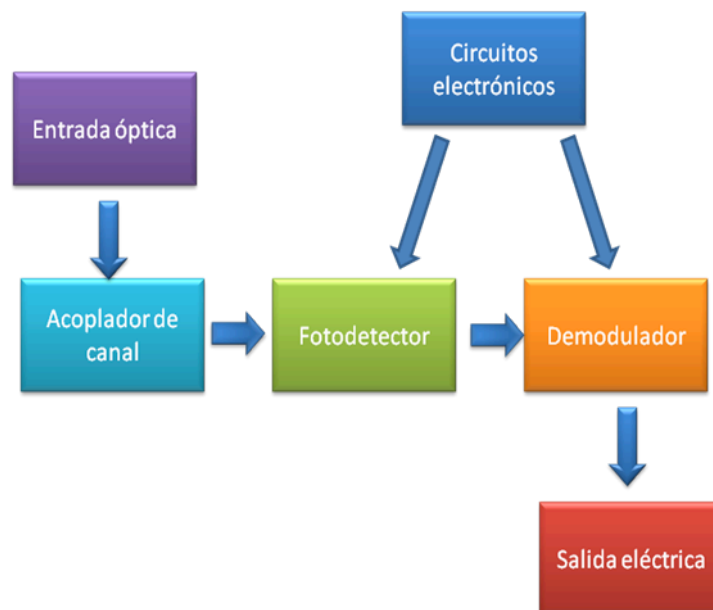 Circuitos
electrónicos
Entrada óptica
Acoplador de
canal
Fotodetector
Demodulador
Salida eléctrica